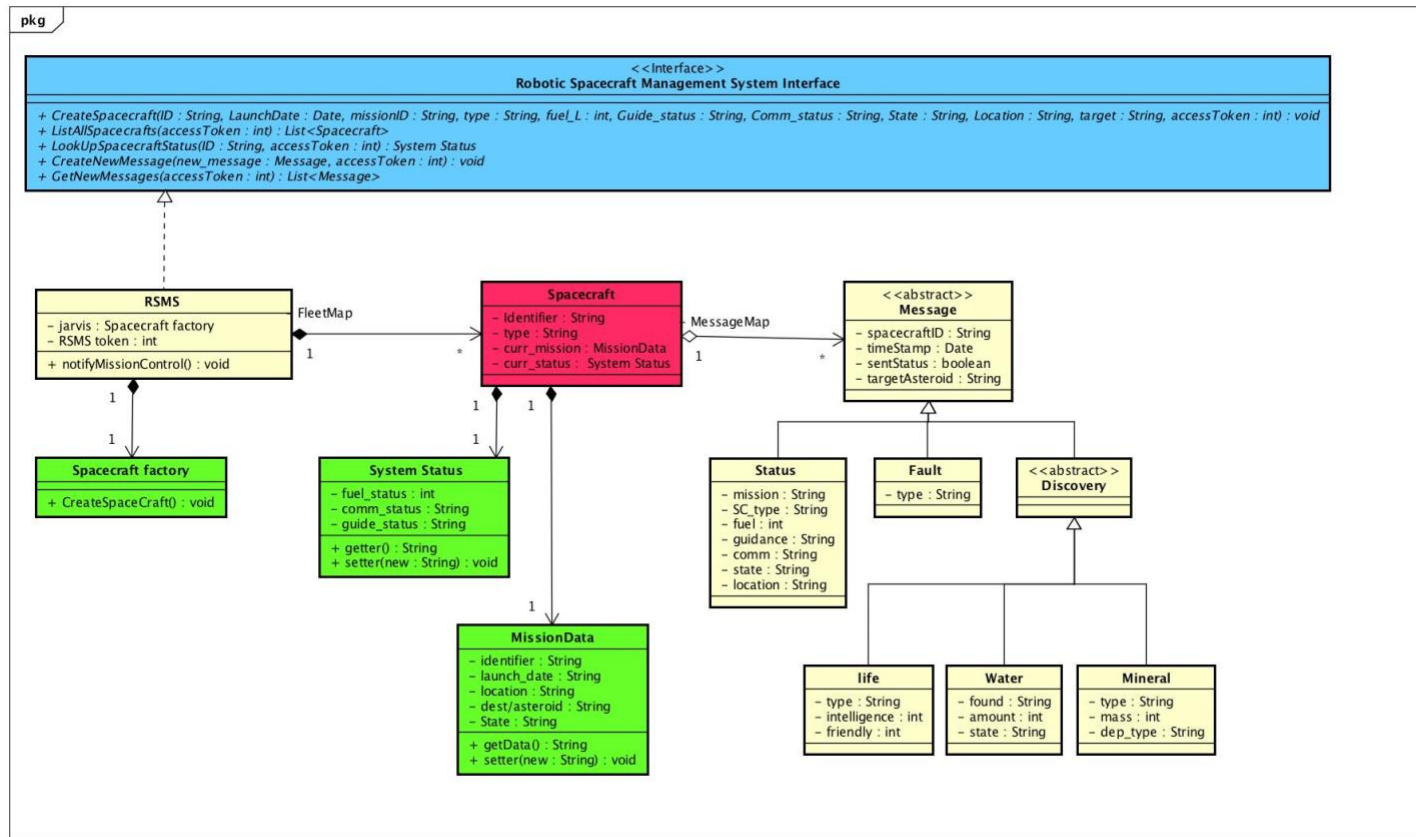 pkg
<<Interface>>
Robotic Spacecraft Management System Interface
+ CreateSpacecraft(ID : String, LaunchDate : Date, missionID : String, type : String, fuel_L : int, Guide_status : String, Comm_status : String, State : String, Location : String, target : String, accessToken : int) : void
+ ListAllSpacecrafts(accessToken : int) : List<Spacecraft>
+ LookUpSpacecraftStatus(ID : String, accessToken : int) : System Status
+ CreateNewMessage(new_message : Message, accessToken : int) : void
+ GetNewMessages(accessToken : int) : List<Message>
RSMS
- jarvis : Spacecraft factory
- RSMS token : int
+ notifyMissionControl() : void
- FleetMap
1
*
Spacecraft
- Identifier : String
- type : String
- curr_mission : MissionData
- curr_status : System Status
- MessageMap
1
*
<<abstract>>
Message
- spacecraftID : String
- timeStamp : Date
- sentStatus : boolean
- targetAsteroid : String
1
1
1
1
1
Spacecraft factory
+ CreateSpaceCraft() : void
System Status
- fuel_status : int
- comm_status : String
- guide_status : String
+ getter() : String
+ setter(new : String) : void
Status
- mission : String
- SC_type : String
- fuel : int
- guidance : String
- comm : String
- state : String
- location : String
Fault
- type : String
<<abstract>>
Discovery
1
MissionData
- identifier : String
- launch_date : String
- location : String
- dest/asteroid : String
- State : String
+ getData() : String
+ setter(new : String) : void
life
- type : String
- intelligence : int
- friendly : int
Water
- found : String
- amount : int
- state : String
Mineral
- type : String
- mass : int
- dep_type : String